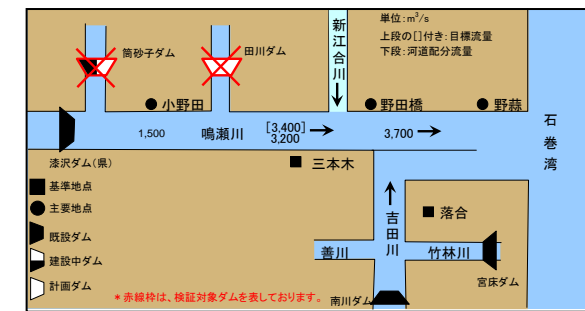 単位:m³/s
上段の[]付き:目標流量
下段:河道配分流量
新江合川
筒砂子ダム
田川ダム
小野田
野田橋
野蒜
1,500
鳴瀬川
[3,400]
3,200
3,700
石巻湾
漆沢ダム(県)
三本木
基準地点
主要地点
既設ダム
建設中ダム
計画ダム
吉田川
落合
善川
竹林川
宮床ダム
南川ダム
*赤線枠は、検証対象ダムを表しております。